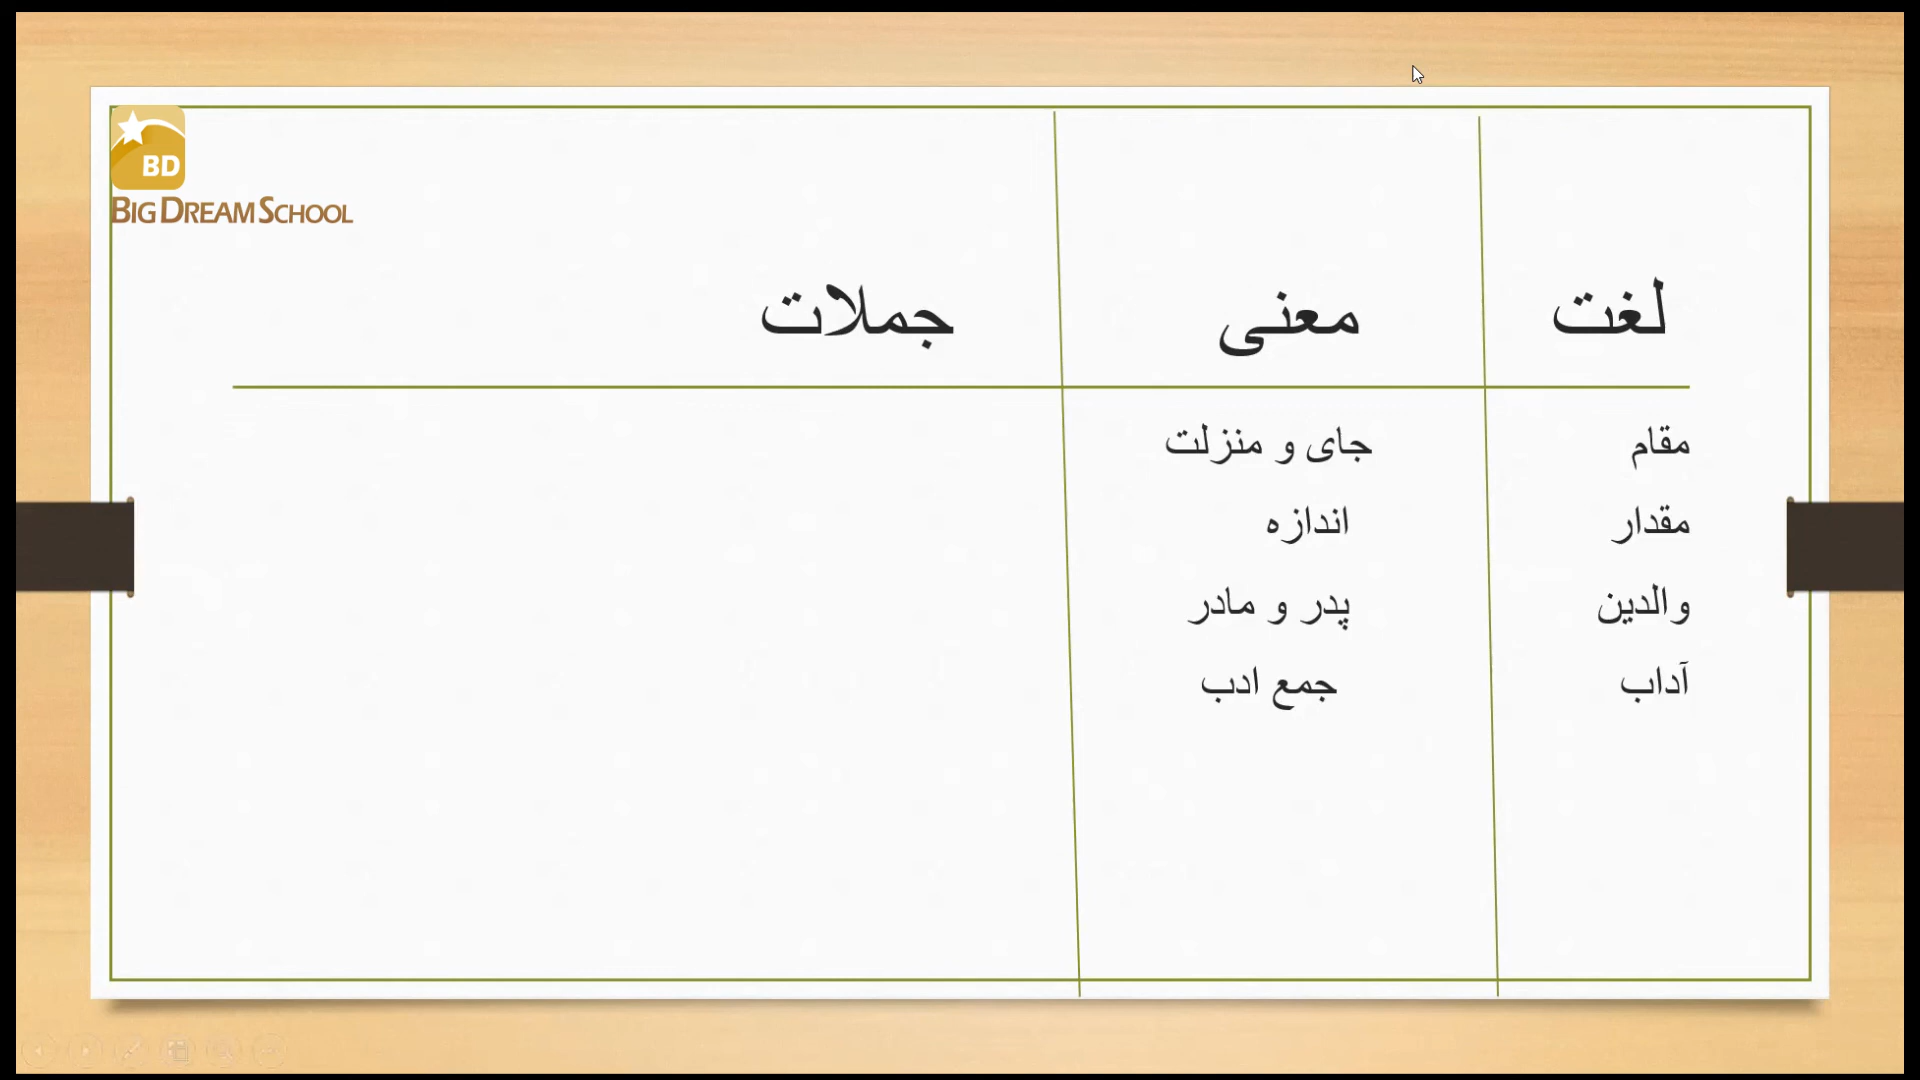 BD
BIG DREAM SCHOOL
لغت معنی جملات
مقام جای و منزلت
مقدار اندازه
والدین پدر و مادر
آداب جمع ادب